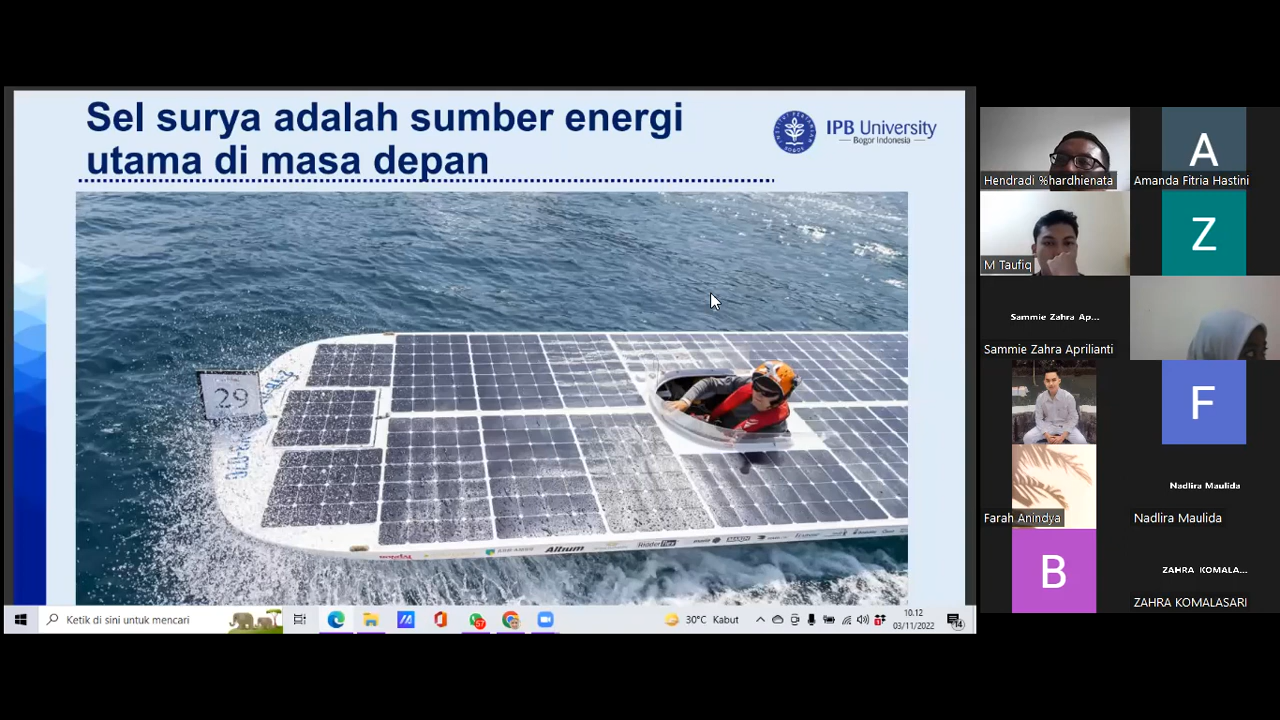 Sel surya adalah sumber energi
utama di masa depan
IPB University
Bogor Indonesia
29
Altium
Ketik di sini untuk mencari
57
30°C Kabut
10.12
03/11/2022
14
Hendradi %hardhienata
A
Amanda Fitria Hastini
M Taufiq
Z
Sammie Zahra Ap...
Sammie Zahra Aprilianti
F
Farah Anindya
Nadlira Maulida
Nadlira Maulida
B
ZAHRA KOMALA...
ZAHRA KOMALASARI